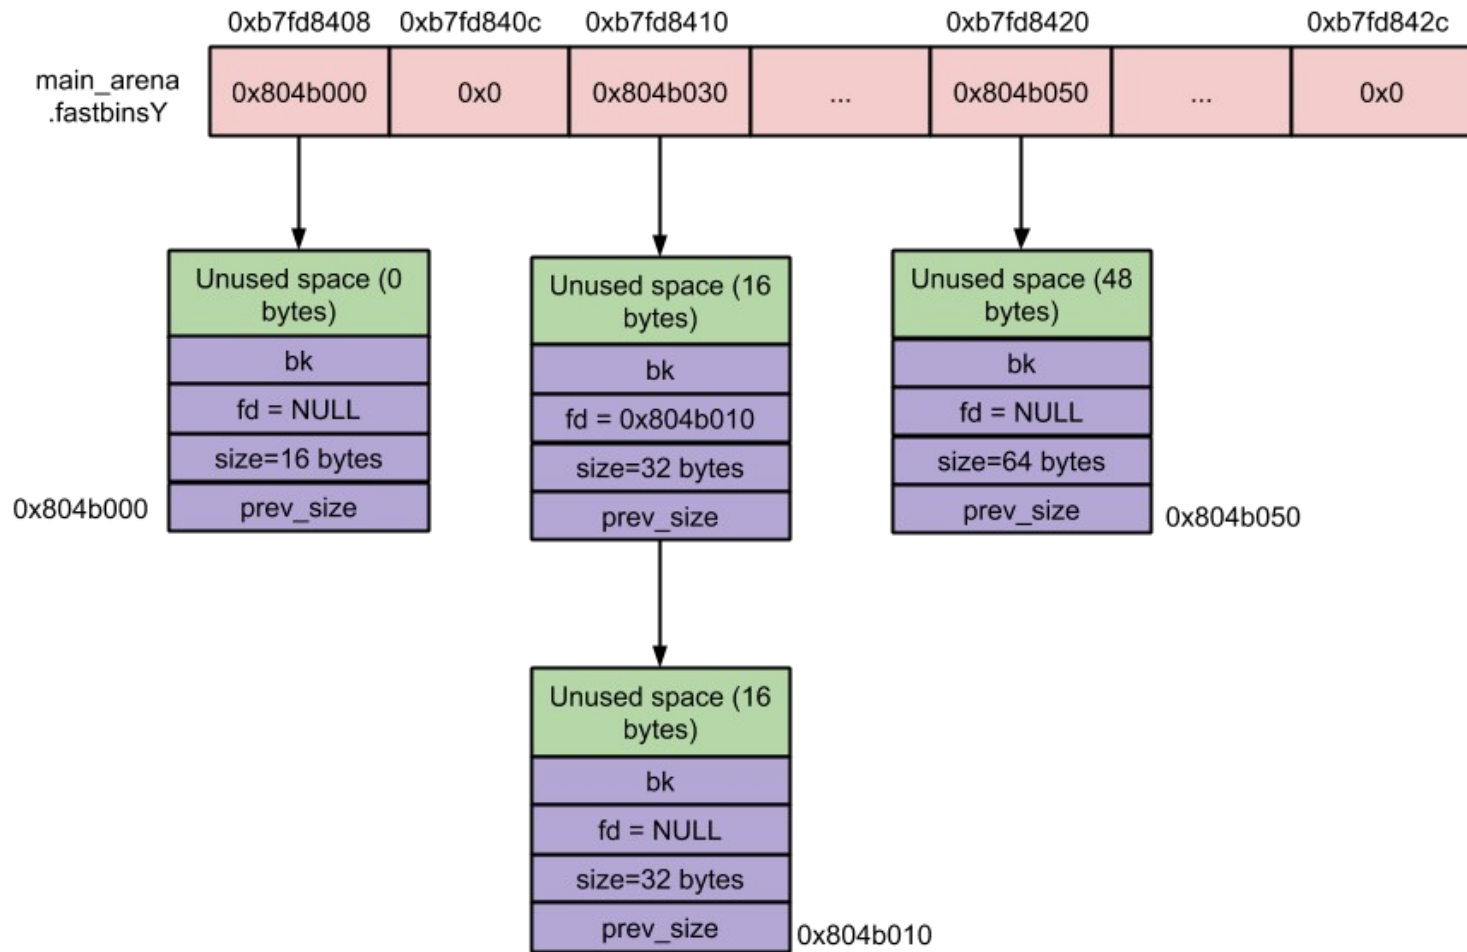 0xb7fd8408 0xb7fd840c 0xb7fd8410 0xb7fd8420 0xb7fd842c
main_arena
.fastbinsY
0x804b000 0x0 0x804b030 ... 0x804b050 ... 0x0
Unused space (0
bytes)
bk
fd = NULL
size=16 bytes
prev_size
0x804b000
Unused space (16
bytes)
bk
fd = 0x804b010
size=32 bytes
prev_size
Unused space (48
bytes)
bk
fd = NULL
size=64 bytes
prev_size
0x804b050
Unused space (16
bytes)
bk
fd = NULL
size=32 bytes
prev_size
0x804b010